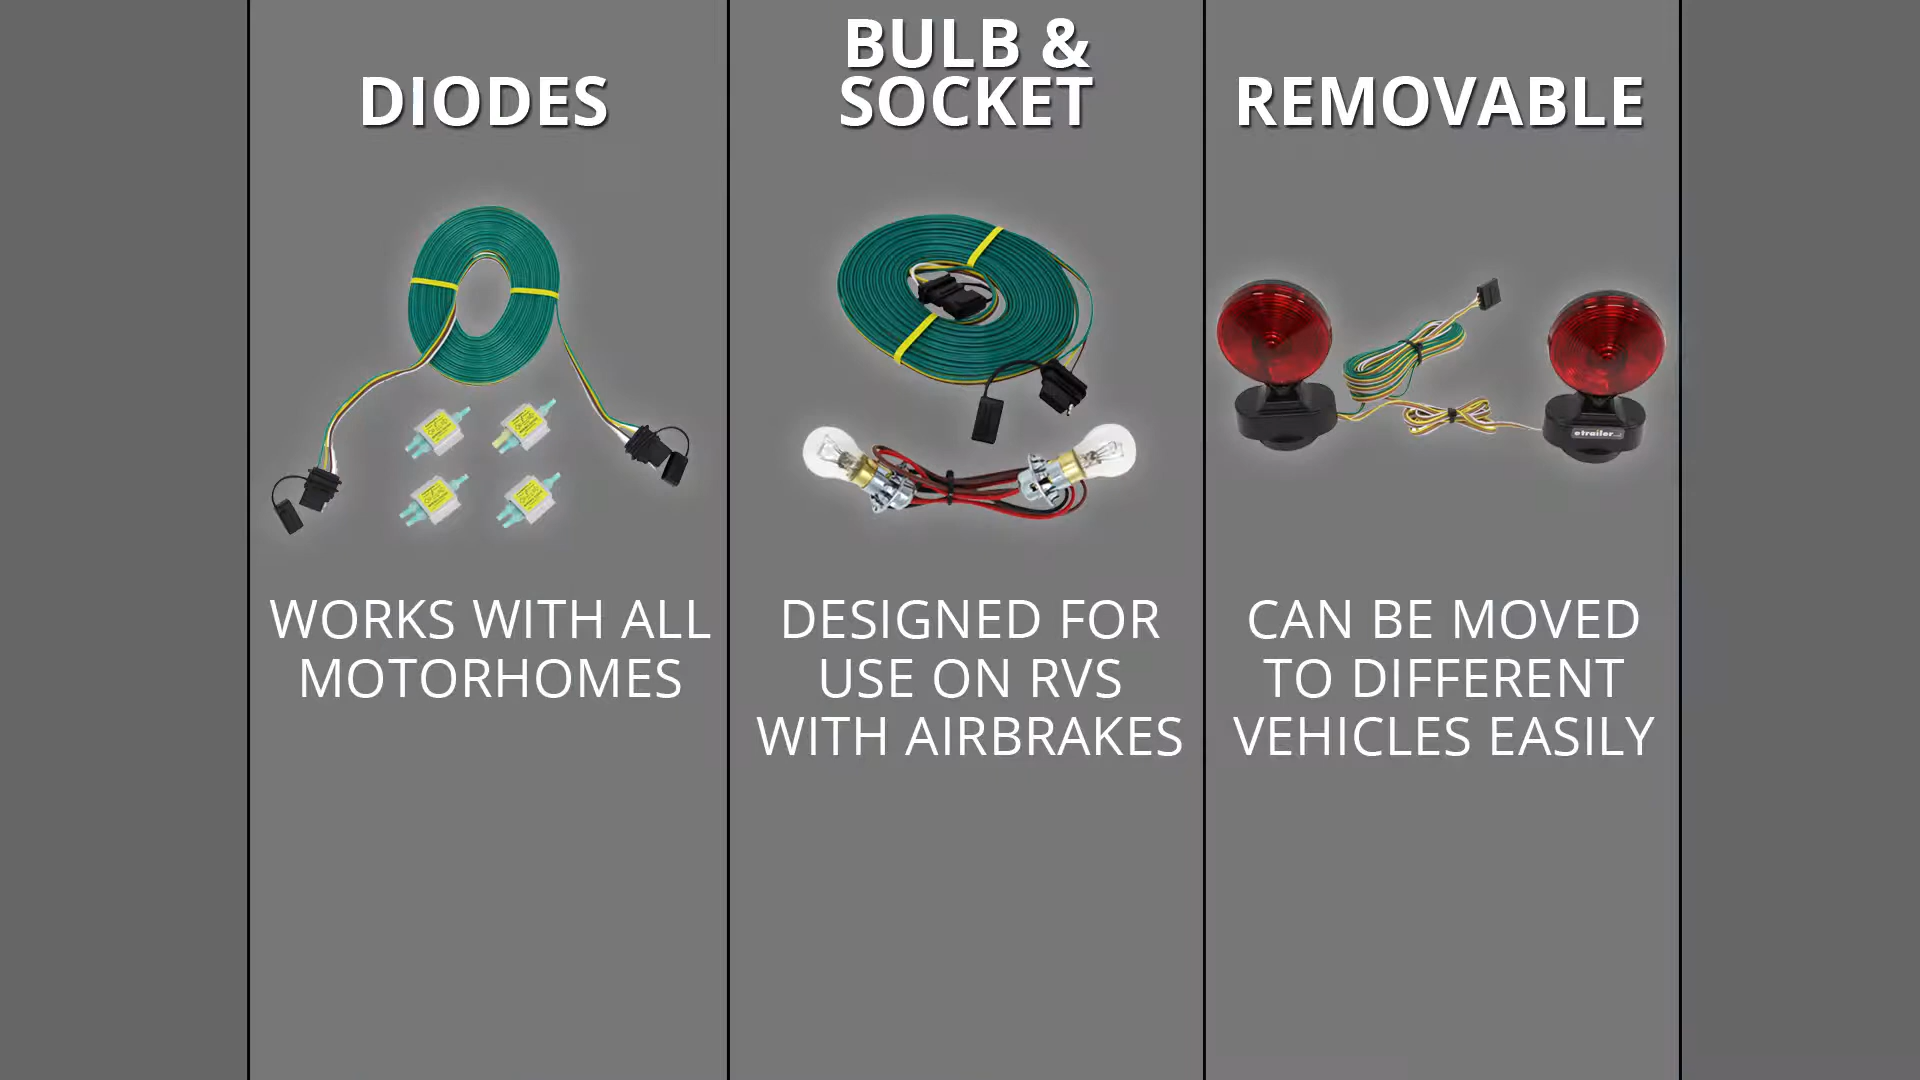 DIODES
WORKS WITH ALL
MOTORHOMES
BULB &
SOCKET
DESIGNED FOR
USE ON RVS
WITH AIRBRAKES
REMOVABLE
etrailer
CAN BE MOVED
TO DIFFERENT
VEHICLES EASILY